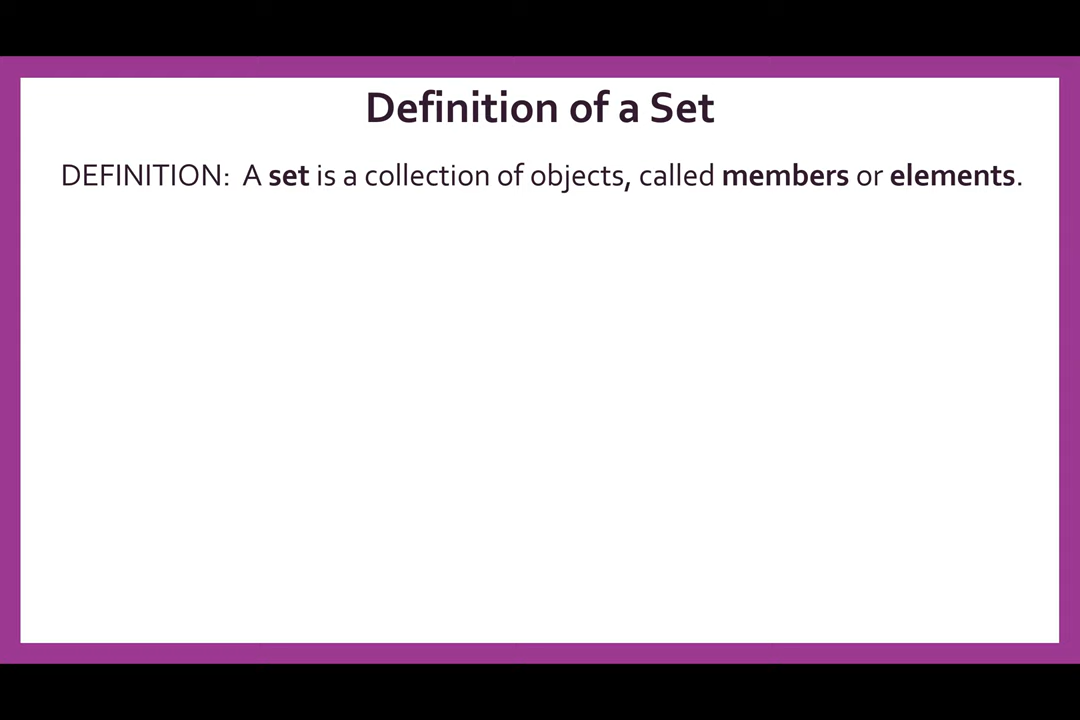 Definition of a Set
DEFINITION: A set is a collection of objects, called members or elements.